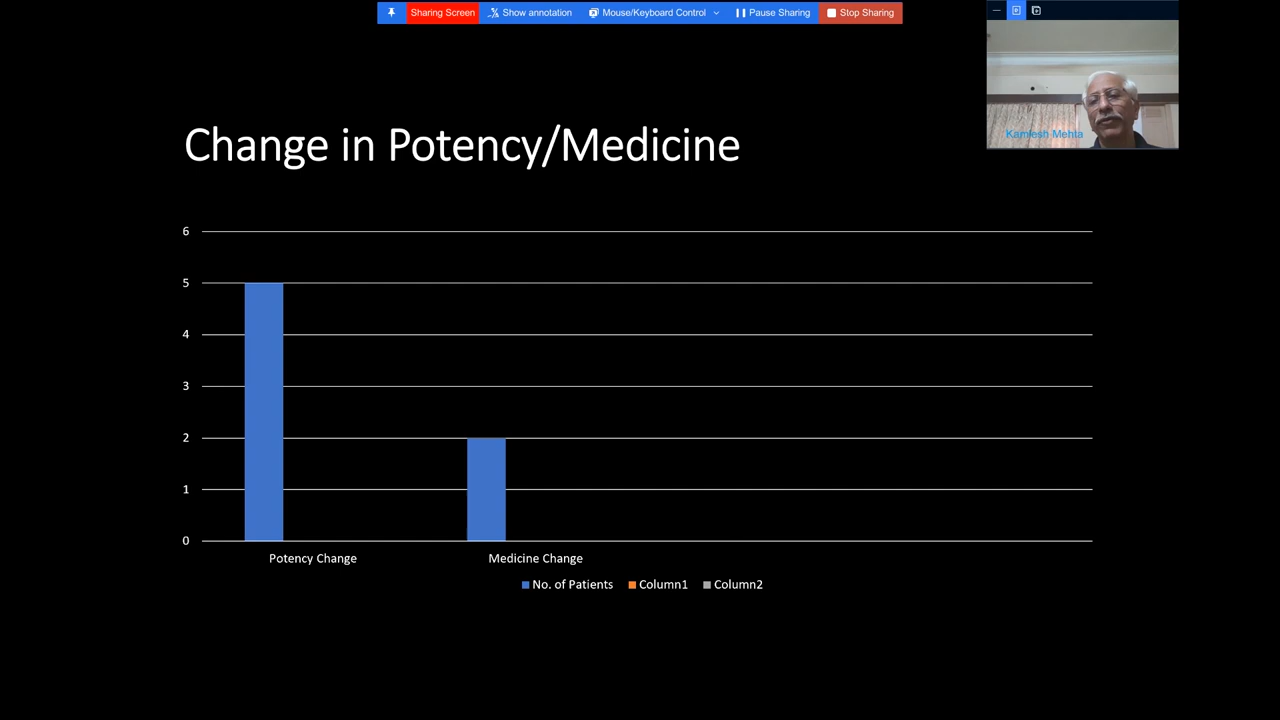 Sharing Screen Show annotation Mouse/Keyboard Control Pause Sharing Stop Sharing
Kamlesh Mehta
Change in Potency/Medicine
6
5
4
3
2
1
0
Potency Change Medicine Change
No. of Patients Column1 Column2